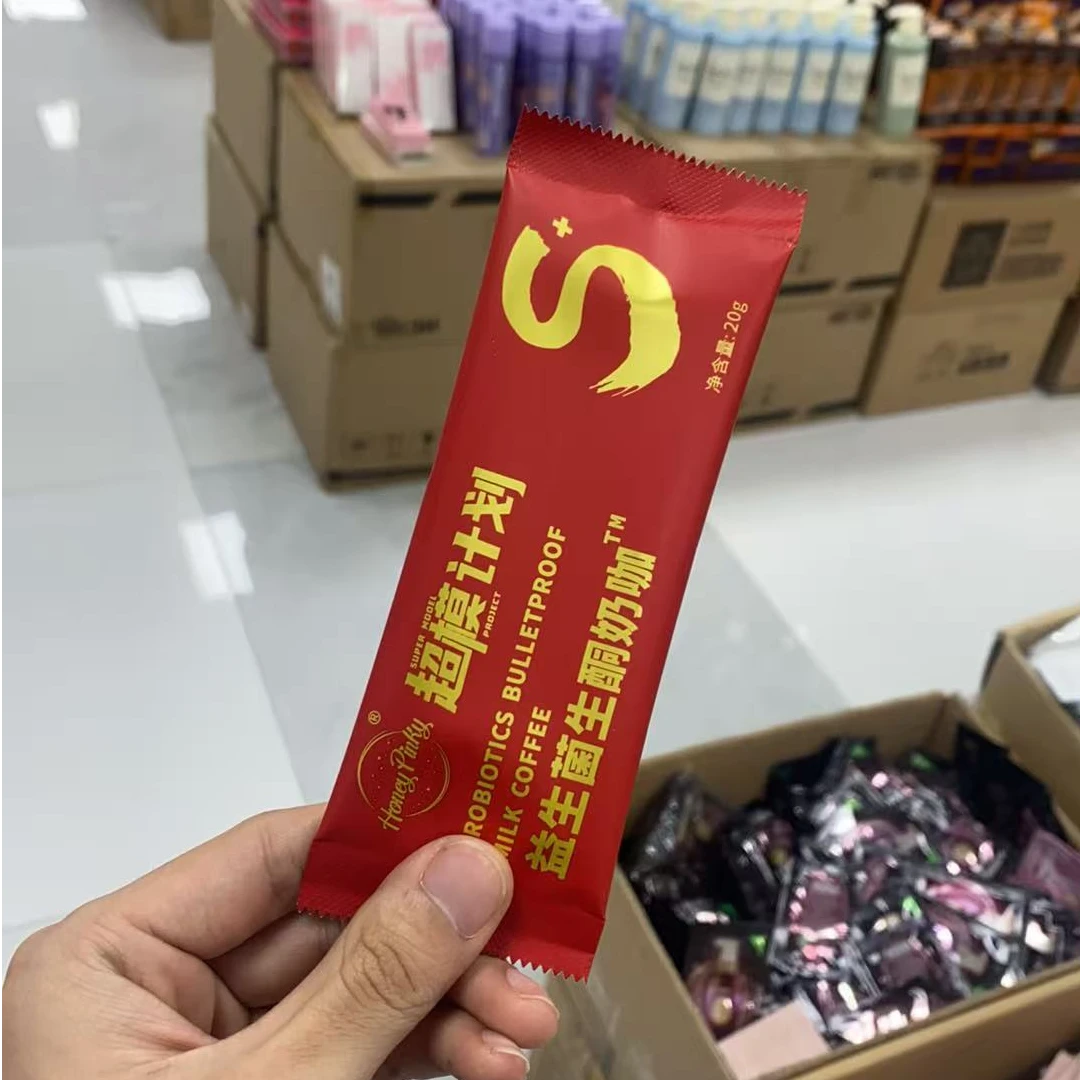 S+
净含量:20g
超模计划
SUPER MODEL
PROJECT
Honey Pinky
®
ROBIOTICS BULLETPROOF
MILK COFFEE
益生菌生酮奶咖™